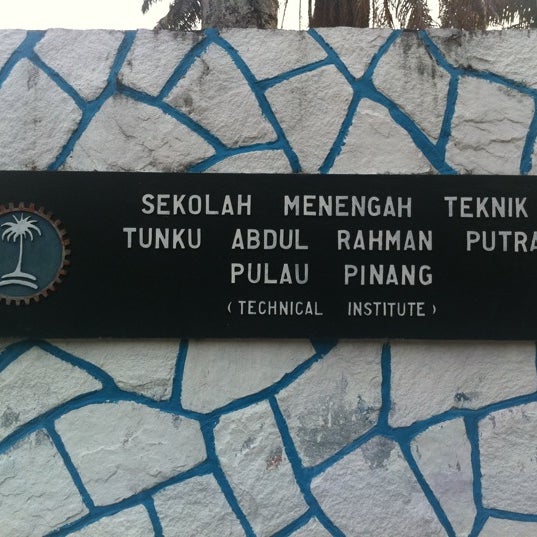 SEKOLAH MENENGAH TEKNIK
TUNKU ABDUL RAHMAN PUTRA
PULAU PINANG
(TECHNICAL INSTITUTE)